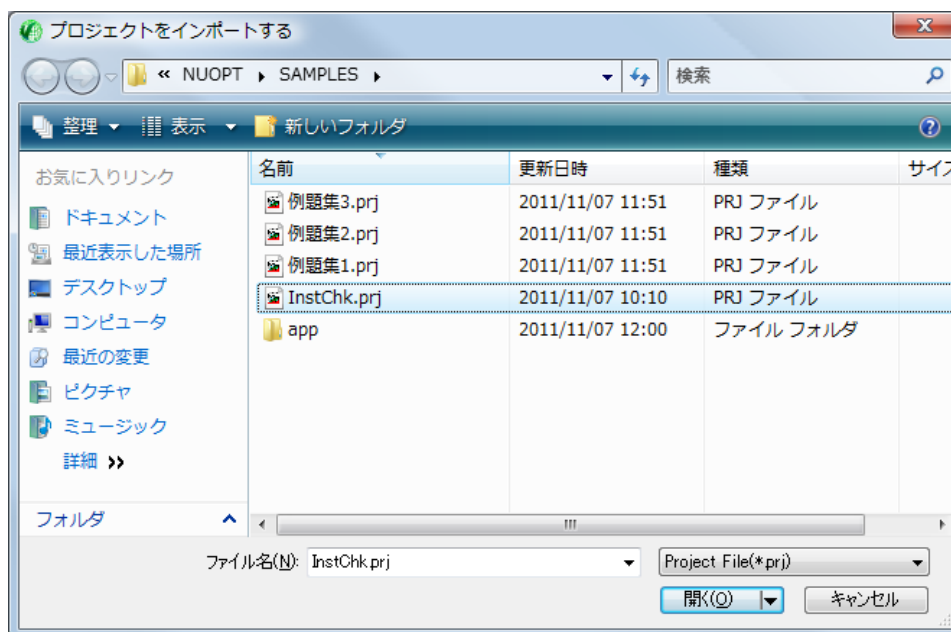 プロジェクトをインポートする
« NUOPT ▸ SAMPLES ▸ 検索
整理 表示 新しいフォルダ
お気に入りリンク
ドキュメント
最近表示した場所
デスクトップ
コンピュータ
最近の変更
ピクチャ
ミュージック
詳細 »
フォルダ
名前 更新日時 種類 サイズ
例題集3.prj 2011/11/07 11:51 PRJ ファイル
例題集2.prj 2011/11/07 11:51 PRJ ファイル
例題集1.prj 2011/11/07 11:51 PRJ ファイル
InstChk.prj 2011/11/07 10:10 PRJ ファイル
app 2011/11/07 12:00 ファイル フォルダ
ファイル名(N): InstChk.prj Project File(*prj)
開く(O) キャンセル